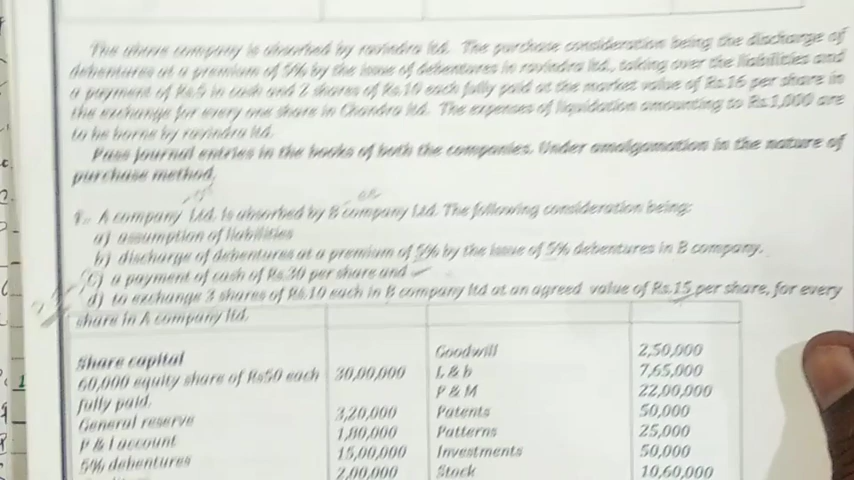 The above company is absorbed by ravindra ltd. The purchase consideration being the discharge of
debentures at a premium of 5% by the issue of debentures in ravindra ltd., taking over the liabilities and
a payment of Rs.5 in cash and 2 shares of Rs.10 each fully paid at the market value of Rs.16 per share in
the exchange for every one share in Chandra ltd. The expenses of liquidation amounting to Rs.1,000 are
to be borne by ravindra ltd.
Pass journal entries in the books of both the companies. Under amalgamation in the nature of
purchase method.
A company Ltd. Is absorbed by B company Ltd. The following consideration being:
a) assumption of liabilities
b) discharge of debentures at a premium of 5% by the issue of 5% debentures in B company.
(C) a payment of cash of Rs.30 per share and
d) to exchange 3 shares of Rs.10 each in B company ltd at an agreed value of Rs.15 per share, for every
share in A company ltd.
Share capital Goodwill 2,50,000
60,000 equity share of Rs50 each 30,00,000 L & b 7,65,000
fully paid. P & M 22,00,000
General reserve 3,20,000 Patents 50,000
P & l account 1,80,000 Patterns 25,000
5% debentures 15,00,000 Investments 50,000
2,00,000 Stock 10,60,000